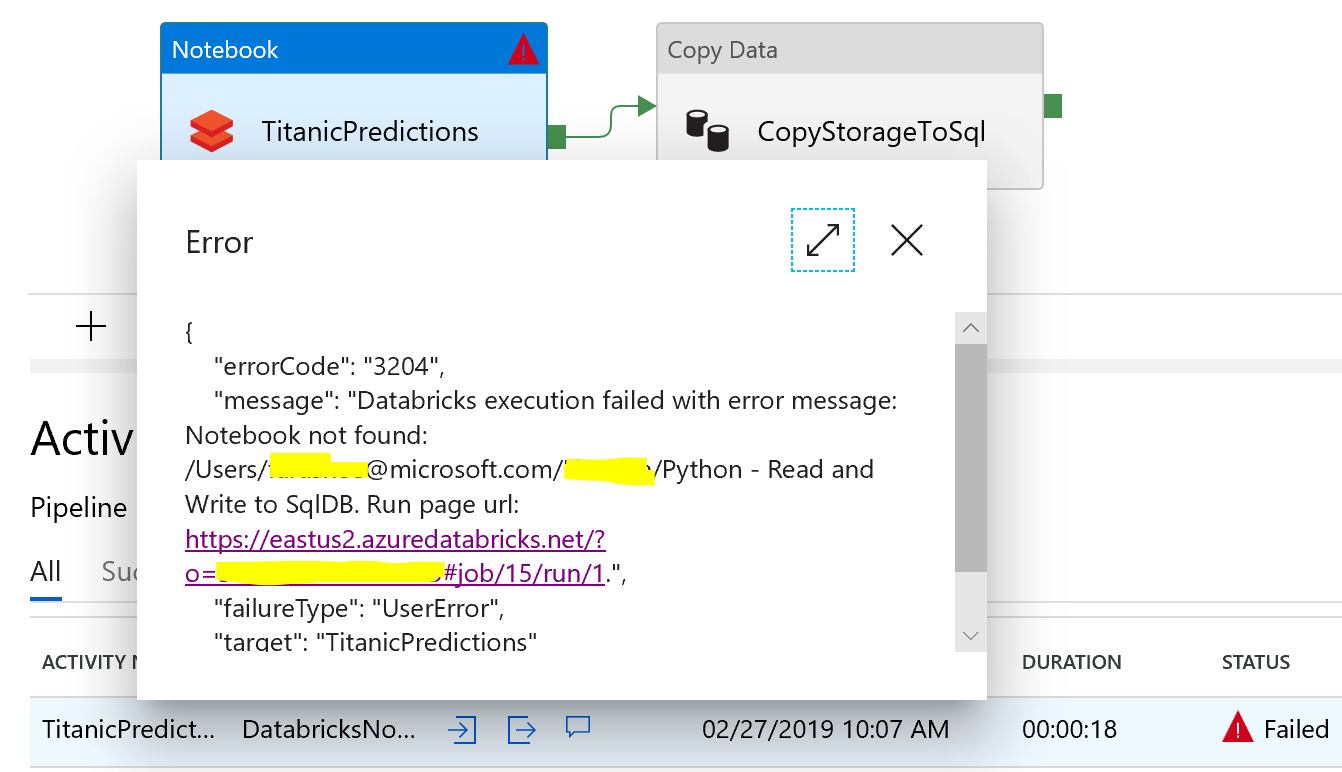 Notebook
Copy Data
TitanicPredictions
CopyStorageToSql
Error
{
"errorCode": "3204",
"message": "Databricks execution failed with error message:
Notebook not found:
/Users/ @microsoft.com/ /Python - Read and
Write to SqlDB. Run page url:
https://eastus2.azuredatabricks.net/?
o= #job/15/run/1.",
"failureType": "UserError",
"target": "TitanicPredictions"
Activ
Pipeline
All Suc
ACTIVITY N DURATION STATUS
TitanicPredict... DatabricksNo... 02/27/2019 10:07 AM 00:00:18 Failed